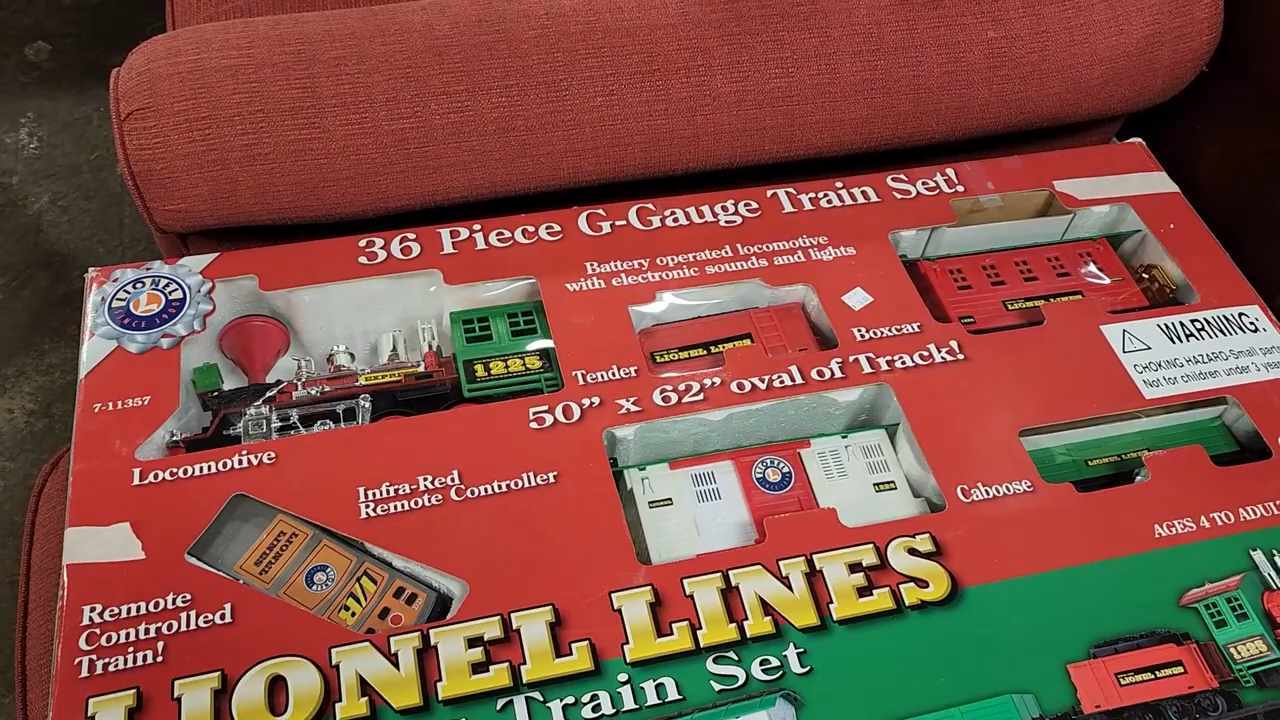 36 Piece G-Gauge Train Set!
Battery operated locomotive
with electronic sounds and lights
LIONEL
SINCE 1900
7-11357
EXPRESS
1225
Locomotive
Tender
LIONEL LINES
Boxcar
LIONEL LINES
WARNING:
CHOKING HAZARD-Small parts
Not for children under 3 year
50” x 62” oval of Track!
LIONEL
1225
Caboose
LIONEL LINES
AGES 4 TO ADUL
Infra-Red
Remote Controller
LIONEL
LINES
Remote
Controlled
Train!
LIONEL LINES
Train Set
1225
LIONEL LINES